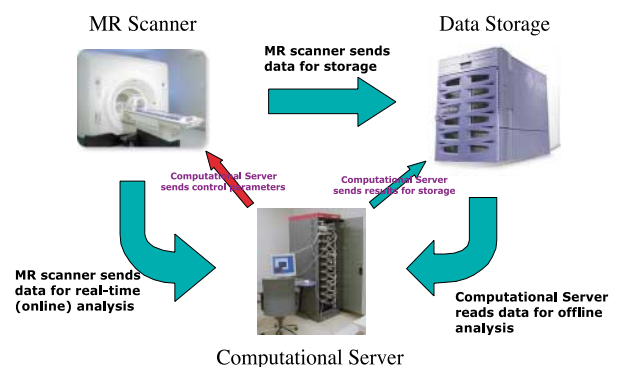 MR Scanner
Data Storage
MR scanner sends
data for storage
Computational Server
sends control parameters
Computational Server
sends results for storage
MR scanner sends
data for real-time
(online) analysis
Computational Server
reads data for offline
analysis
Computational Server